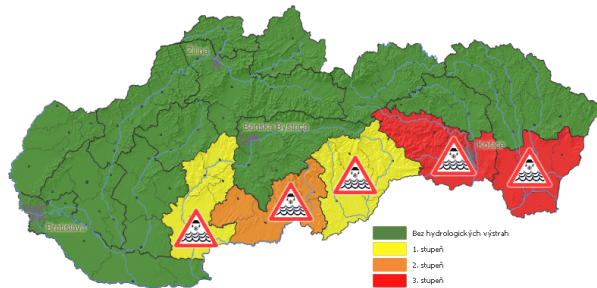 Žilina
Banská Bystrica
Košice
Bratislava
Bez hydrologických výstrah
1. stupeň
2. stupeň
3. stupeň